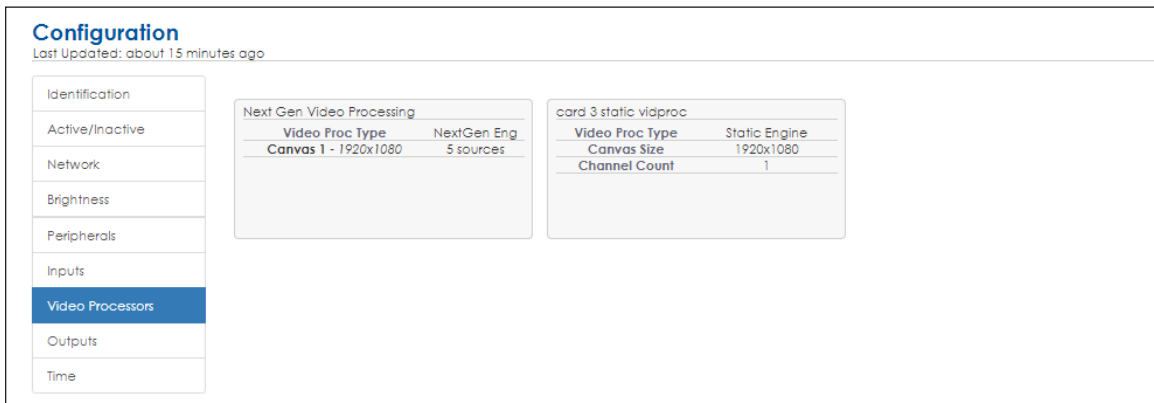 Configuration
Last Updated: about 15 minutes ago
Identification
Active/Inactive
Network
Brightness
Peripherals
Inputs
Video Processors
Outputs
Time
Next Gen Video Processing
Video Proc Type NextGen Eng
Canvas 1 - 1920x1080 5 sources
card 3 static vidproc
Video Proc Type Static Engine
Canvas Size 1920x1080
Channel Count 1